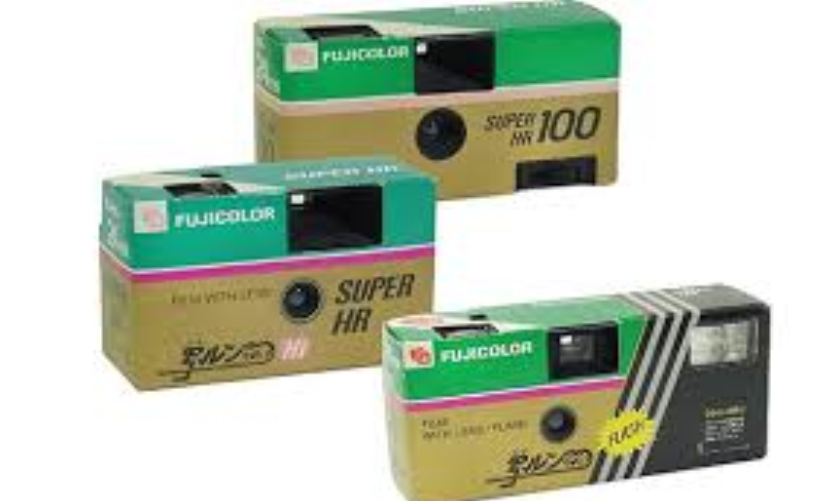 FUJICOLOR
SUPER
HR 100
SUPER HR
FUJICOLOR
FILM WITH LENS
SUPER
HR
写ルンです Hi
FUJICOLOR
FILM
WITH LENS / FLASH
FLASH
写ルンです